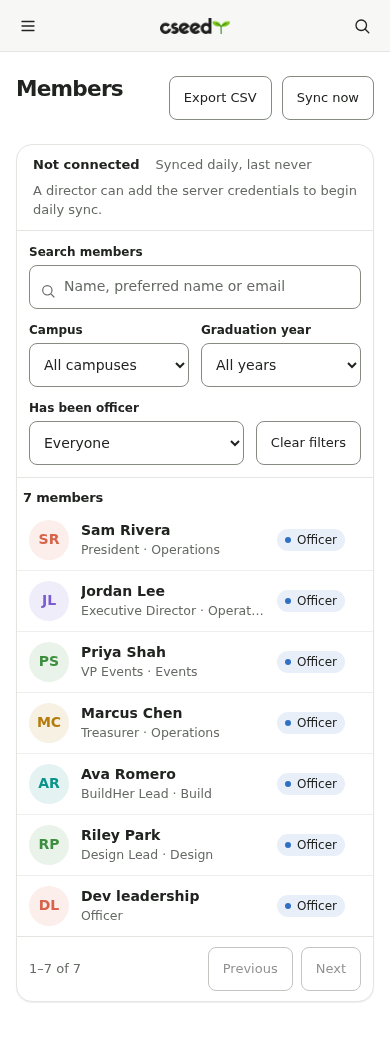 cseed
Members
Export CSV
Sync now
Not connected Synced daily, last never
A director can add the server credentials to begin
daily sync.
Search members
Name, preferred name or email
Campus
Graduation year
All campuses
All years
Has been officer
Everyone
Clear filters
7 members
SR
Sam Rivera
President · Operations
Officer
JL
Jordan Lee
Executive Director · Operat…
Officer
PS
Priya Shah
VP Events · Events
Officer
MC
Marcus Chen
Treasurer · Operations
Officer
AR
Ava Romero
BuildHer Lead · Build
Officer
RP
Riley Park
Design Lead · Design
Officer
DL
Dev leadership
Officer
Officer
1–7 of 7
Previous
Next